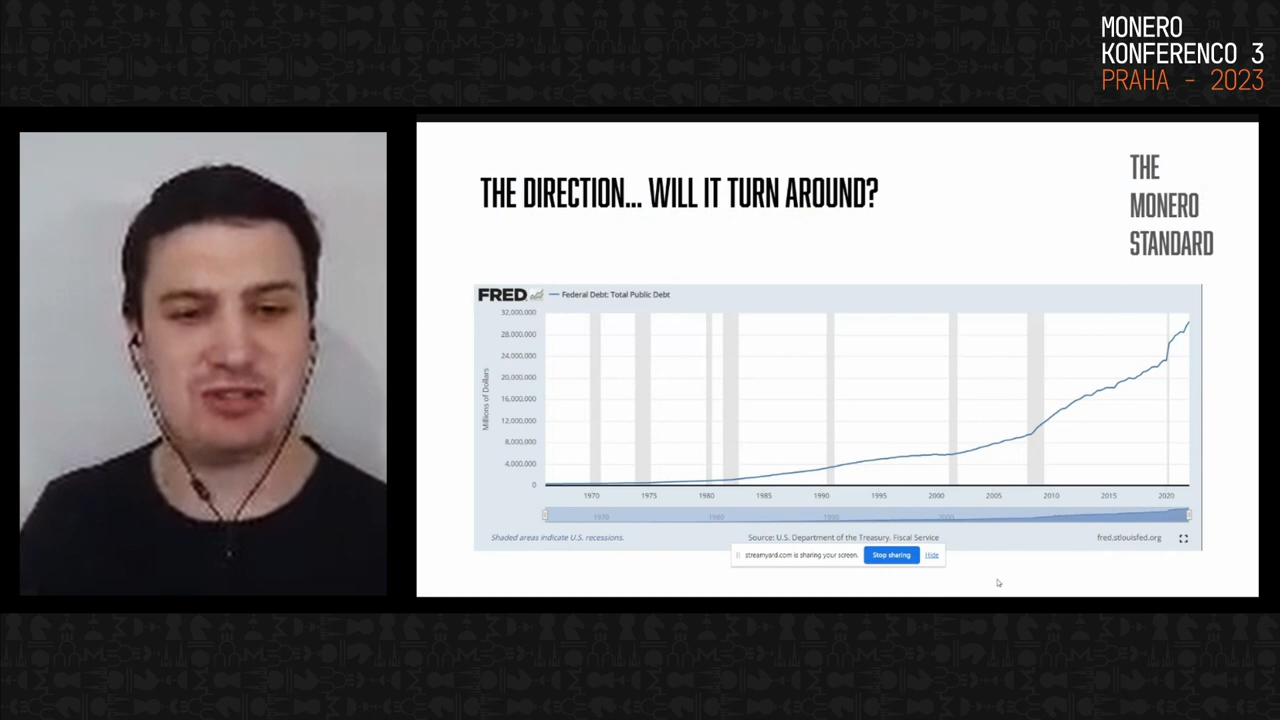 MONERO
KONFERENCO 3
PRAHA - 2023
THE DIRECTION... WILL IT TURN AROUND?
THE
MONERO
STANDARD
FRED
Federal Debt: Total Public Debt
32,000,000
28,000,000
24,000,000
20,000,000
16,000,000
12,000,000
8,000,000
4,000,000
0
Millions of Dollars
1970 1975 1980 1985 1990 1995 2000 2005 2010 2015 2020
1970 1980 1990 2000
Shaded areas indicate U.S. recessions. Source: U.S. Department of the Treasury. Fiscal Service fred.stlouisfed.org
streamyard.com is sharing your screen. Stop sharing Hide